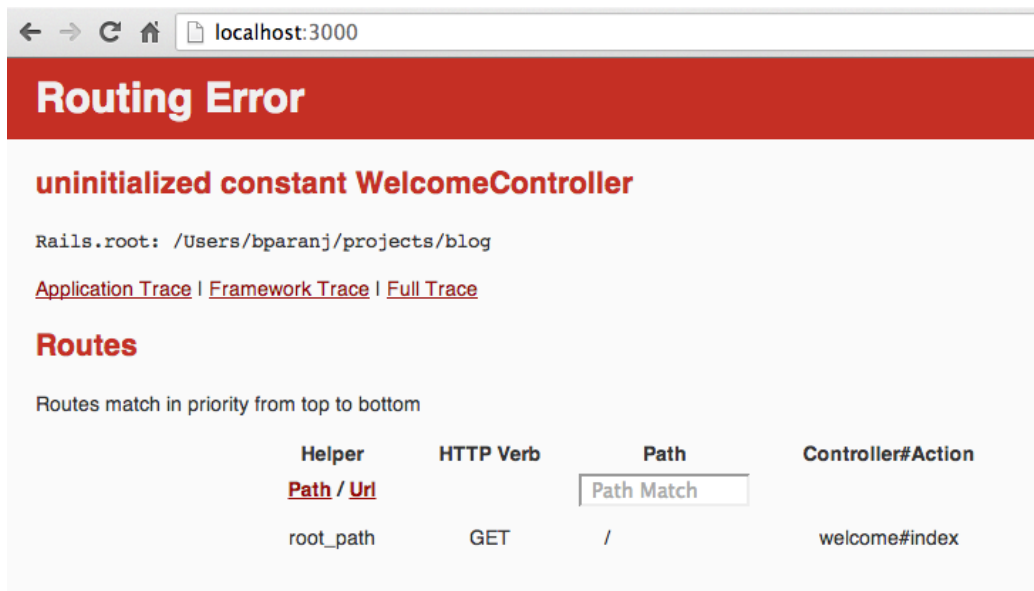 localhost:3000
Routing Error
uninitialized constant WelcomeController
Rails.root: /Users/bparanj/projects/blog
Application Trace | Framework Trace | Full Trace
Routes
Routes match in priority from top to bottom
Helper HTTP Verb Path Controller#Action
Path / Url Path Match
root_path GET / welcome#index